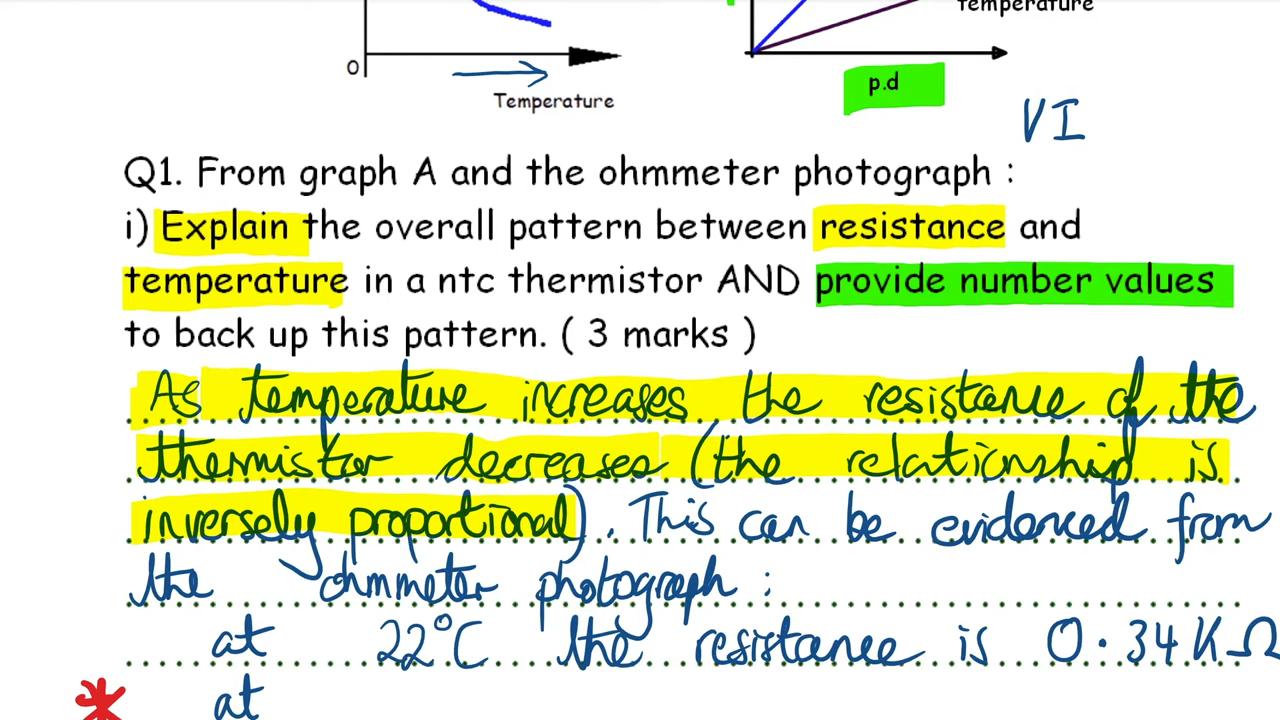 temperature
0
Temperature
p.d
VI
Q1. From graph A and the ohmmeter photograph :
i) Explain the overall pattern between resistance and
temperature in a ntc thermistor AND provide number values
to back up this pattern. ( 3 marks )
As temperature increases the resistance of the
thermistor decreases (the relationship is
inversely proportional). This can be evidenced from
the ohmmeter photograph :
at 22°C the resistance is 0.34KΩ
at